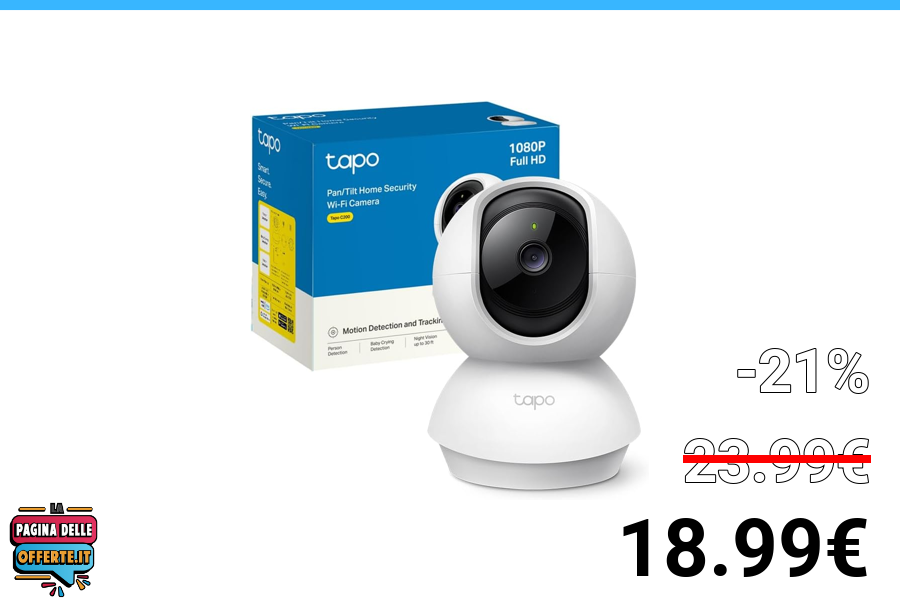 tapo
tapo
1080P
Full HD
Pan/Tilt Home Security
Wi-Fi Camera
Tapo C200
Smart.
Secure.
Easy.
Motion Detection and
Person
Detection
Baby Crying
Detection
Night Vision
up to 30 ft
tapo
-21%
23.99€
18.99€
LA
PAGINA DELLE
OFFERTE.IT